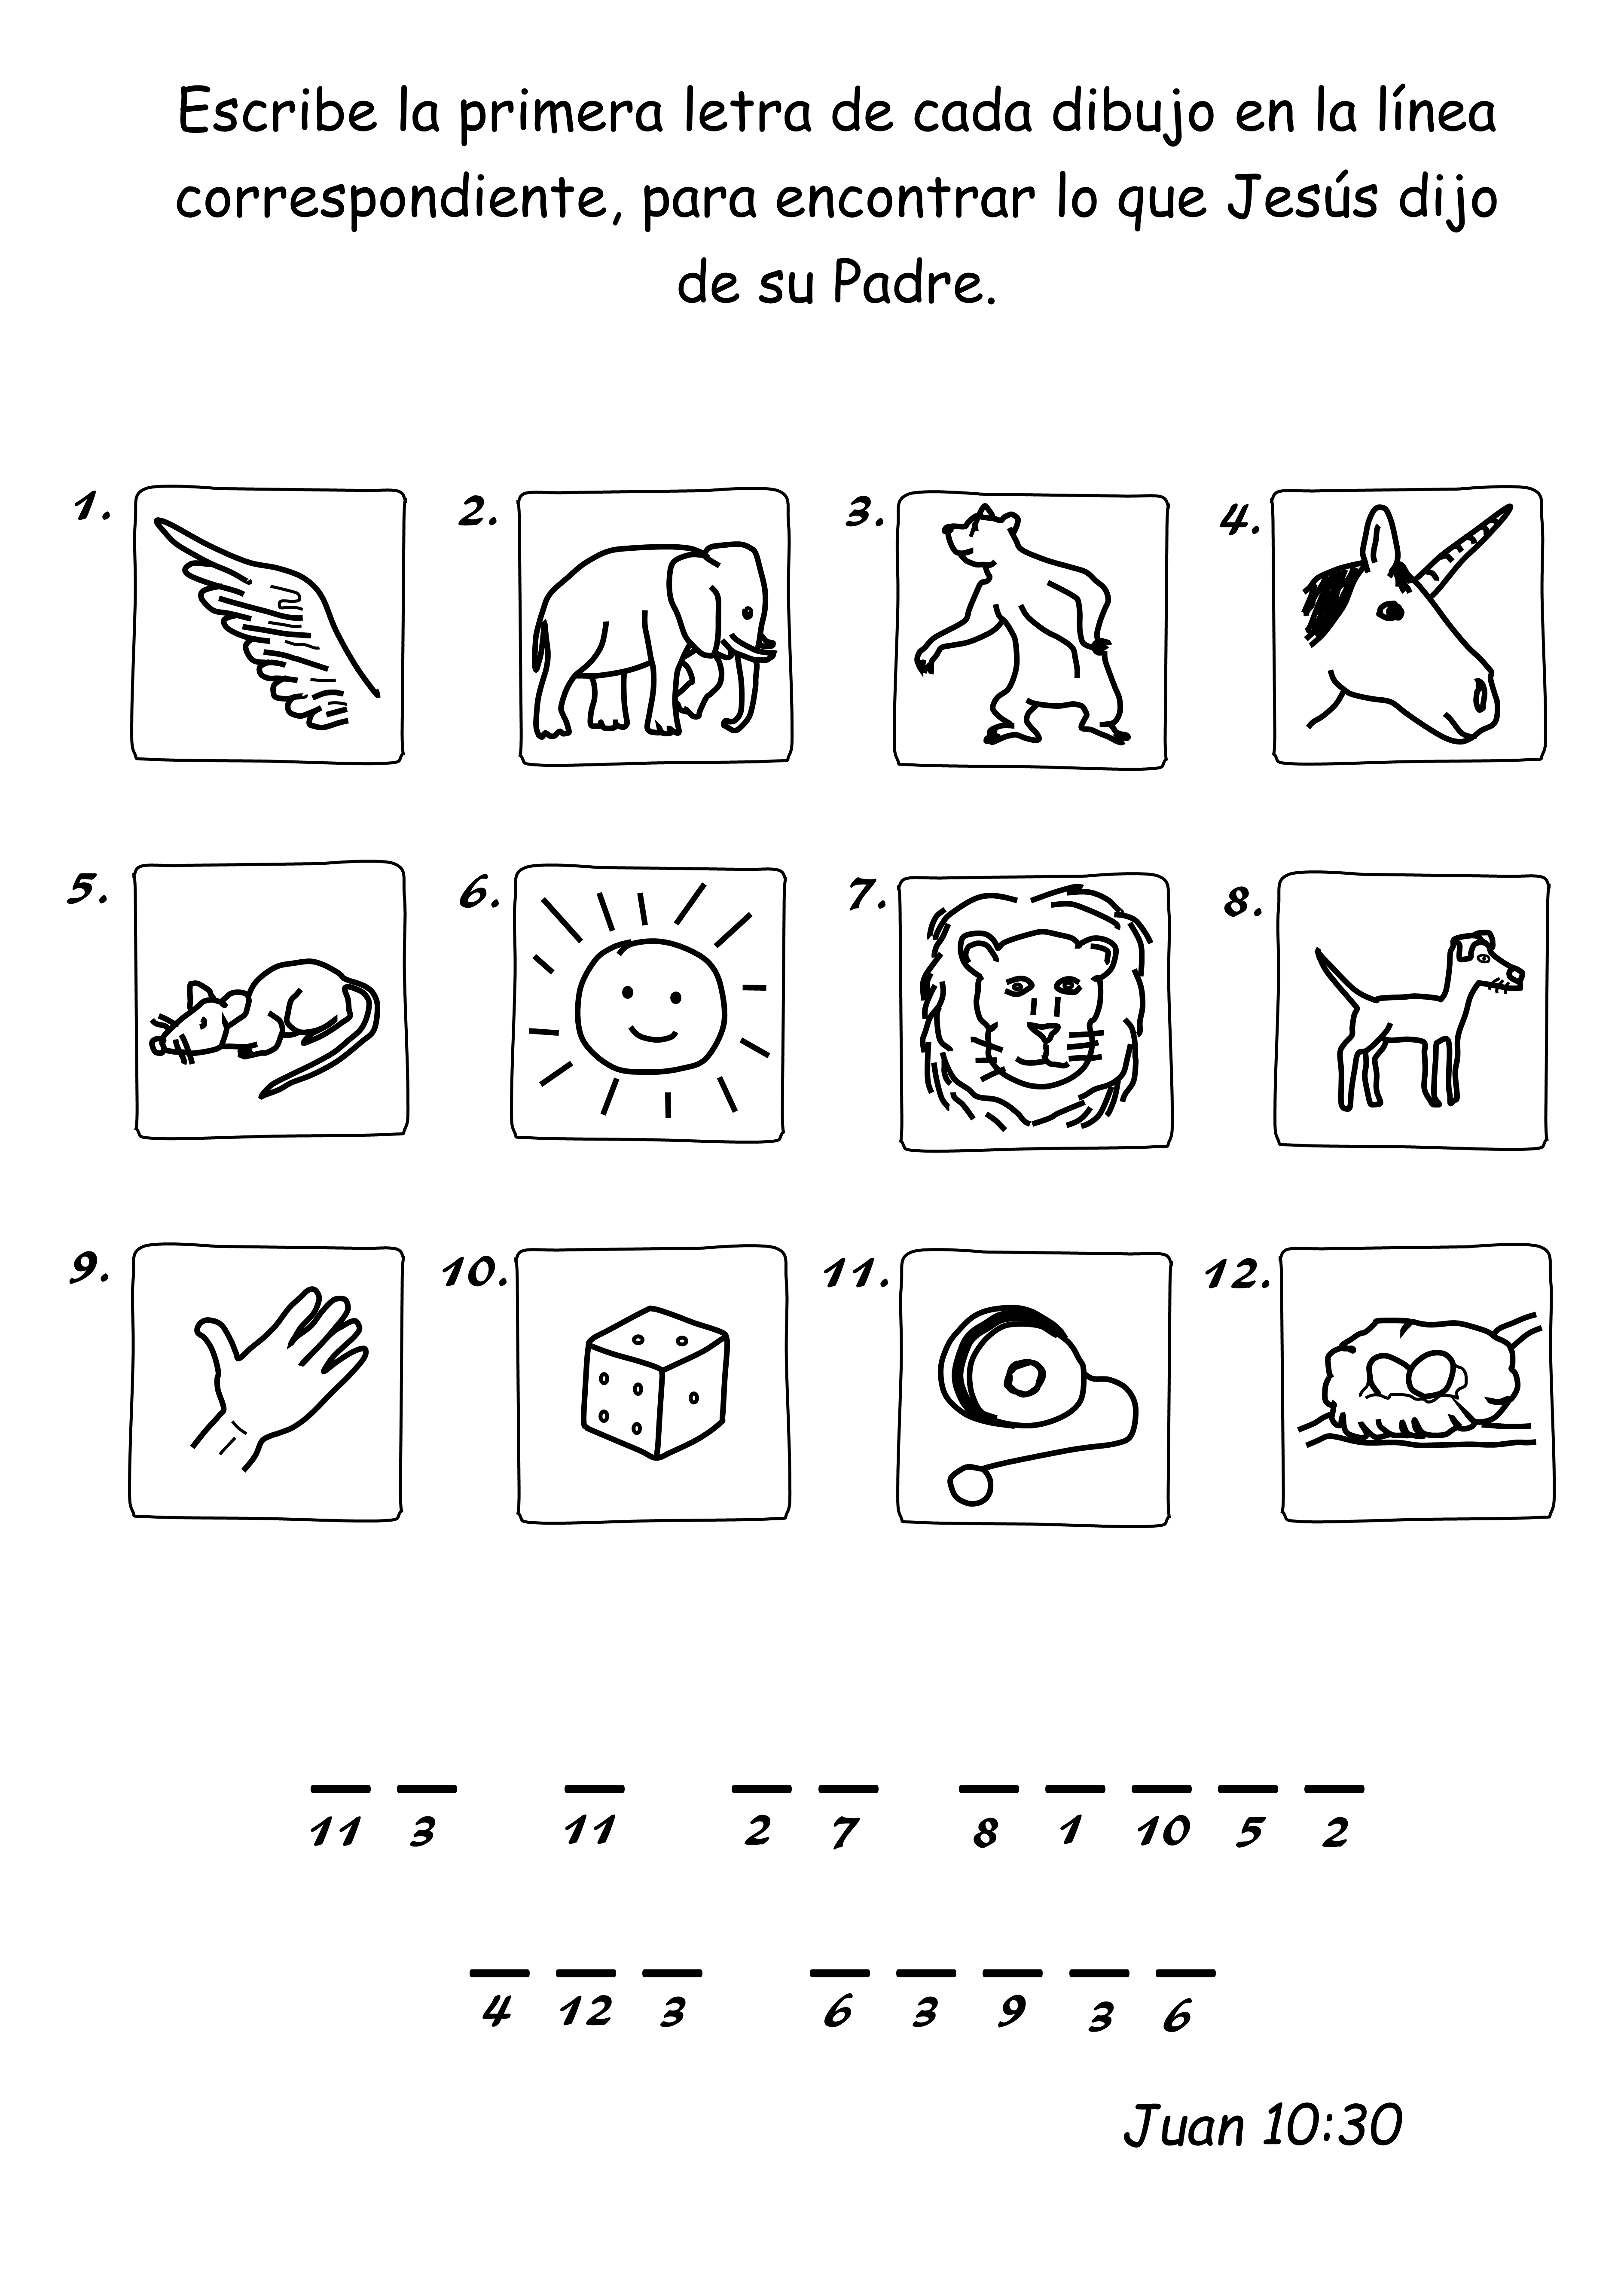 Escribe la primera letra de cada dibujo en la línea
correspondiente, para encontrar lo que Jesús dijo
de su Padre.
1. 2. 3. 4.
5. 6. 7. 8.
9. 10. 11. 12.
11 3 11 2 7 8 1 10 5 2
4 12 3 6 3 9 3 6
Juan 10:30